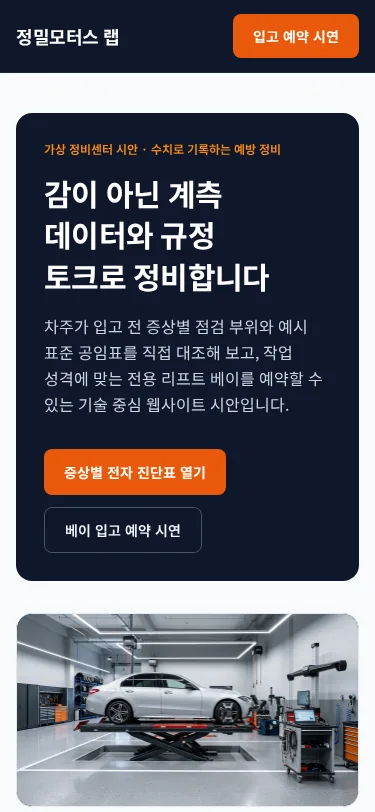 정밀모터스 랩
입고 예약 시연
가상 정비센터 시안 · 수치로 기록하는 예방 정비
감이 아닌 계측
데이터와 규정
토크로 정비합니다
차주가 입고 전 증상별 점검 부위와 예시
표준 공임표를 직접 대조해 보고, 작업
성격에 맞는 전용 리프트 베이를 예약할 수
있는 기술 중심 웹사이트 시안입니다.
증상별 전자 진단표 열기
베이 입고 예약 시연